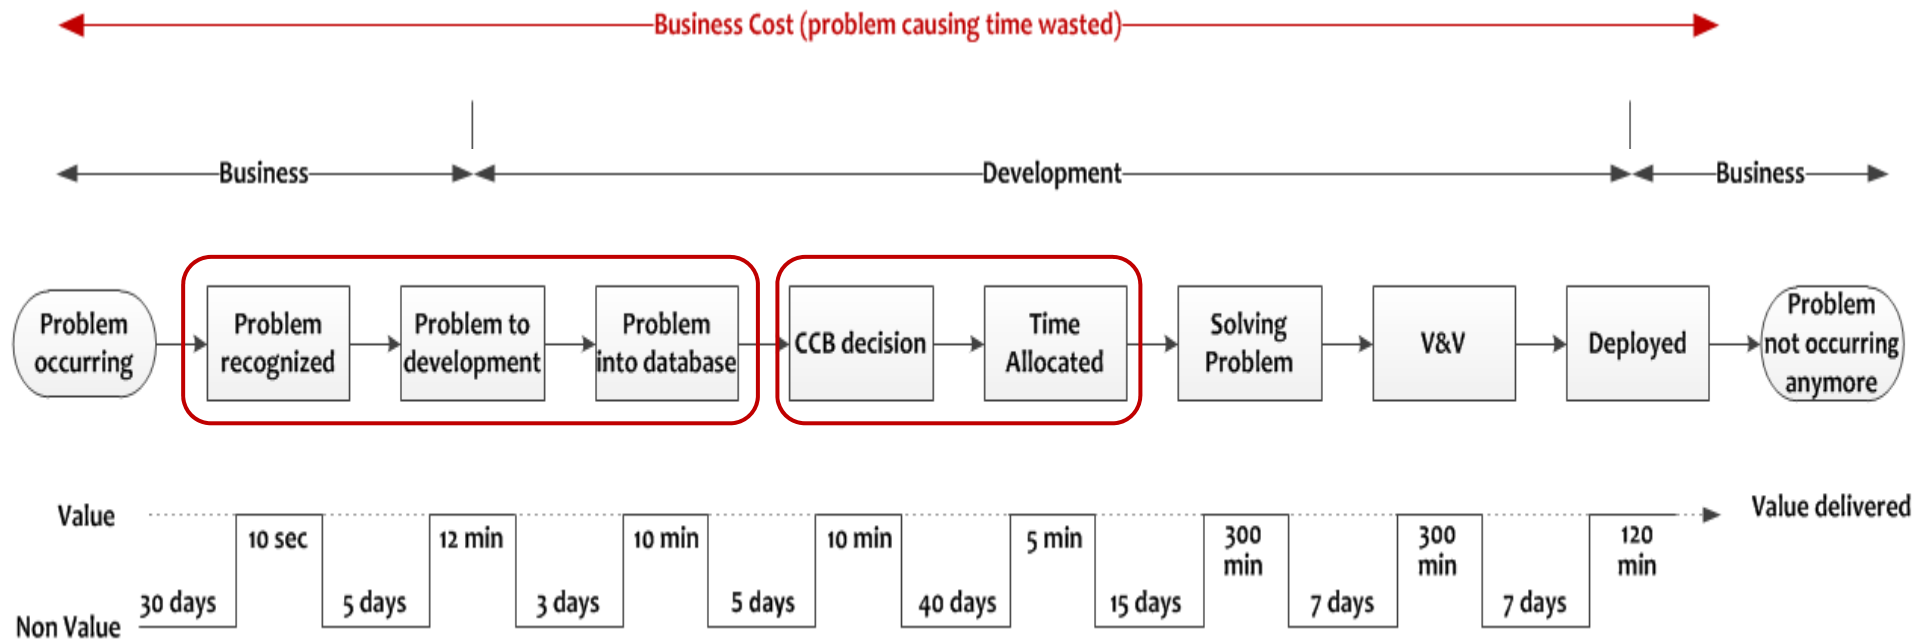 Business Cost (problem causing time wasted)
Business
Development
Business
Problem
occurring
Problem
recognized
Problem to
development
Problem
into database
CCB decision
Time
Allocated
Solving
Problem
V&V
Deployed
Problem
not occurring
anymore
Value
10 sec
12 min
10 min
10 min
5 min
300
min
300
min
120
min
Value delivered
Non Value
30 days
5 days
3 days
5 days
40 days
15 days
7 days
7 days